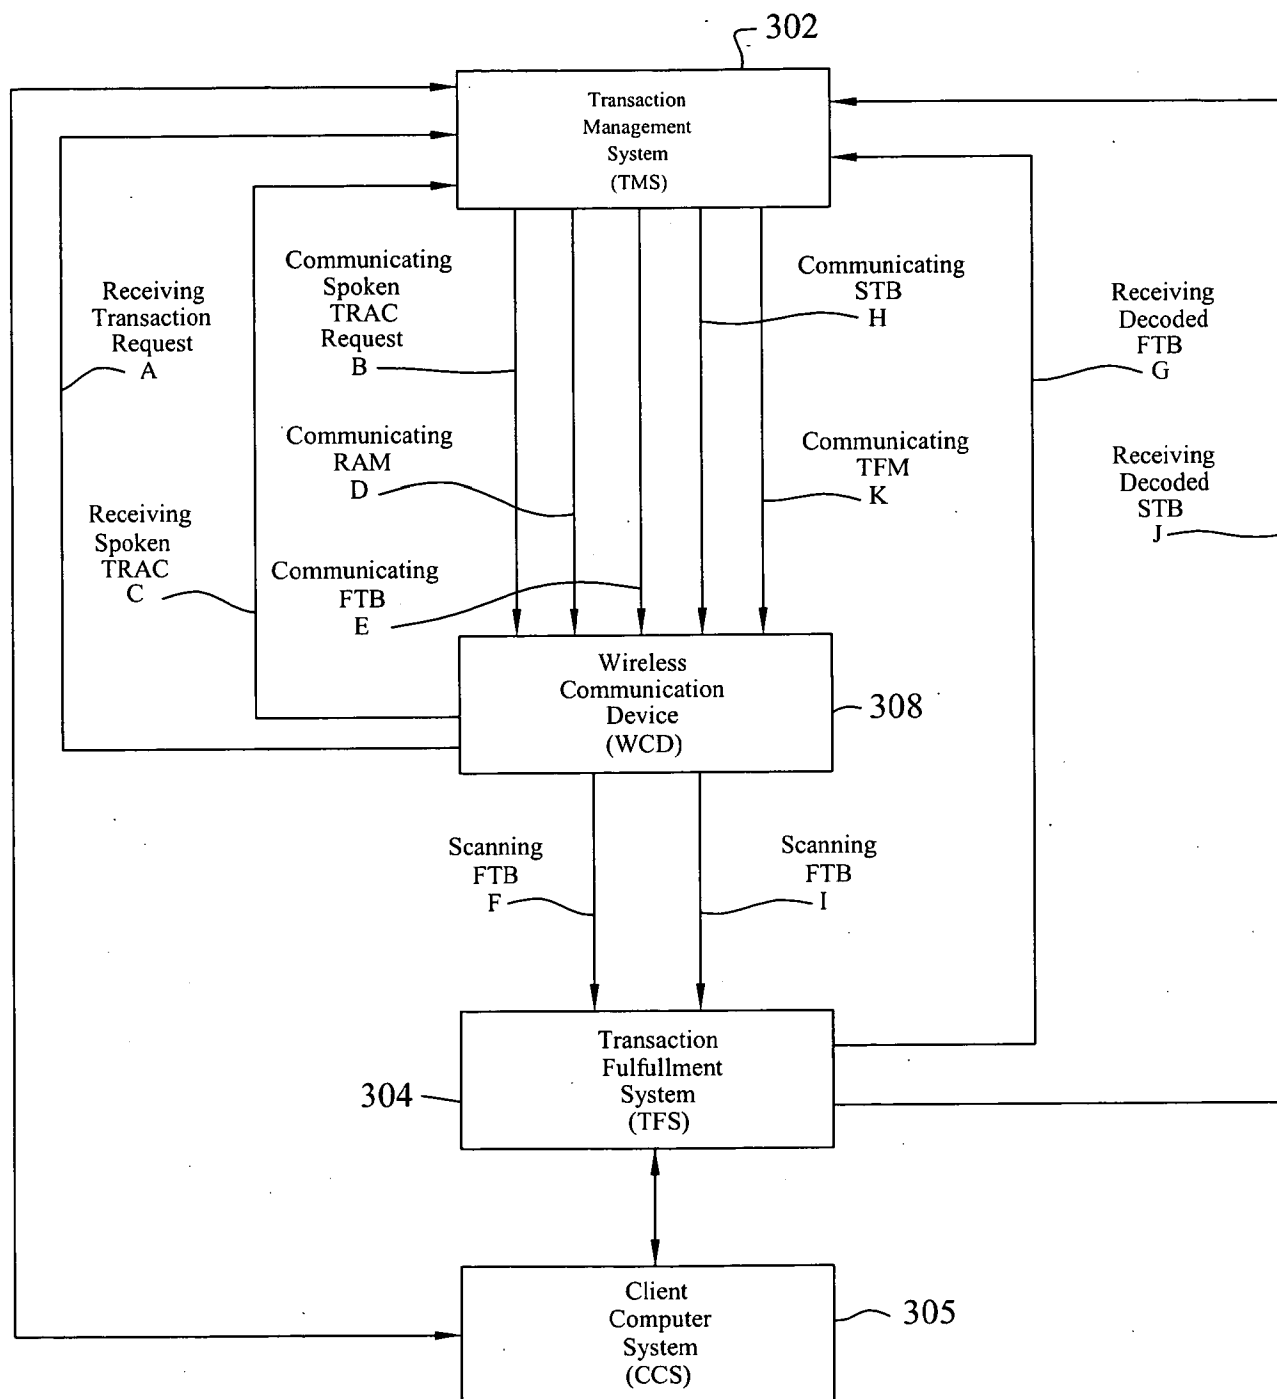 302
Transaction
Management
System
(TMS)
Communicating
Spoken
TRAC
Request
B
Communicating
STB
H
Receiving
Transaction
Request
A
Receiving
Decoded
FTB
G
Communicating
RAM
D
Communicating
TFM
K
Receiving
Decoded
STB
J
Receiving
Spoken
TRAC
C
Communicating
FTB
E
Wireless
Communication
Device
(WCD)
308
Scanning
FTB
F
Scanning
FTB
I
Transaction
Fulfullment
System
(TFS)
304
Client
Computer
System
(CCS)
305